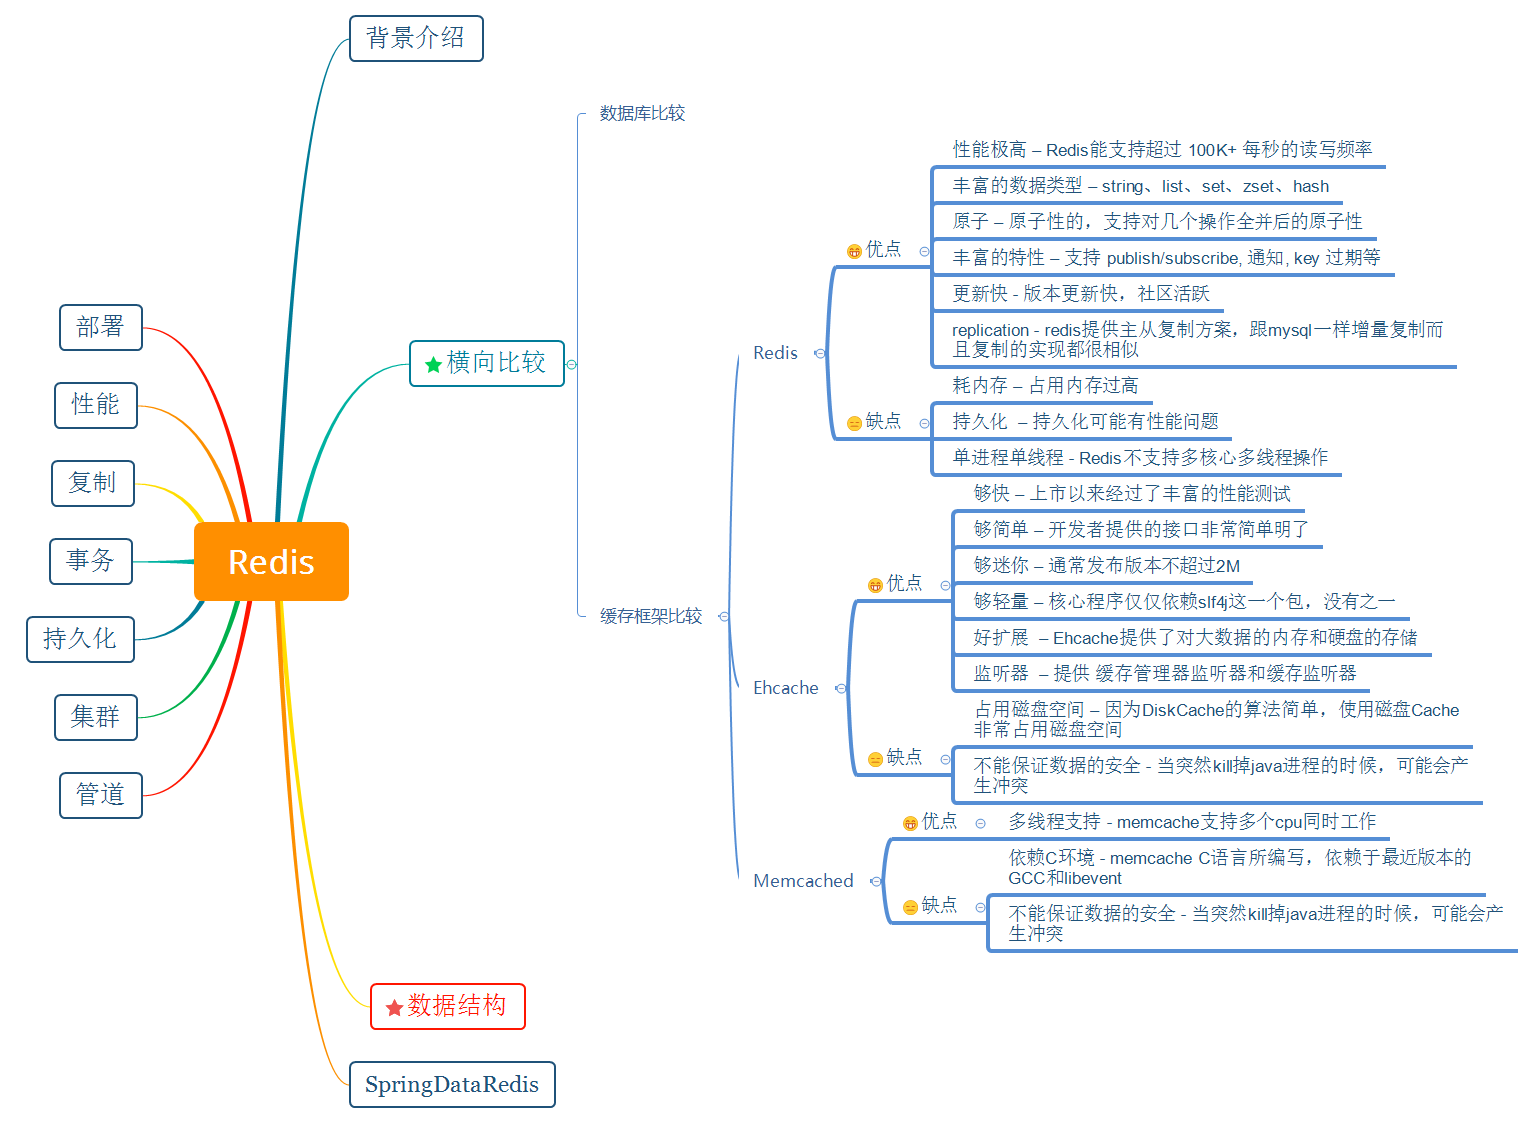 背景介绍
横向比较
数据库比较
缓存框架比较
Redis
优点
性能极高 – Redis能支持超过 100K+ 每秒的读写频率
丰富的数据类型 – string、list、set、zset、hash
原子 – 原子性的，支持对几个操作全并后的原子性
丰富的特性 – 支持 publish/subscribe, 通知, key 过期等
更新快 - 版本更新快，社区活跃
replication - redis提供主从复制方案，跟mysql一样增量复制而
且复制的实现都很相似
缺点
耗内存 – 占用内存过高
持久化 – 持久化可能有性能问题
单进程单线程 - Redis不支持多核心多线程操作
Ehcache
优点
够快 – 上市以来经过了丰富的性能测试
够简单 – 开发者提供的接口非常简单明了
够迷你 – 通常发布版本不超过2M
够轻量 – 核心程序仅仅依赖slf4j这一个包，没有之一
好扩展 – Ehcache提供了对大数据的内存和硬盘的存储
监听器 – 提供 缓存管理器监听器和缓存监听器
缺点
占用磁盘空间 – 因为DiskCache的算法简单，使用磁盘Cache
非常占用磁盘空间
不能保证数据的安全 - 当突然kill掉java进程的时候，可能会产
生冲突
Memcached
优点
多线程支持 - memcache支持多个cpu同时工作
缺点
依赖C环境 - memcache C语言所编写，依赖于最近版本的
GCC和libevent
不能保证数据的安全 - 当突然kill掉java进程的时候，可能会产
生冲突
数据结构
SpringDataRedis
部署
性能
复制
事务
持久化
集群
管道
Redis